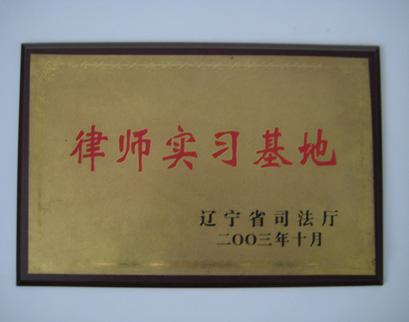 律师实习基地
辽宁省司法厅
二〇〇三年十月